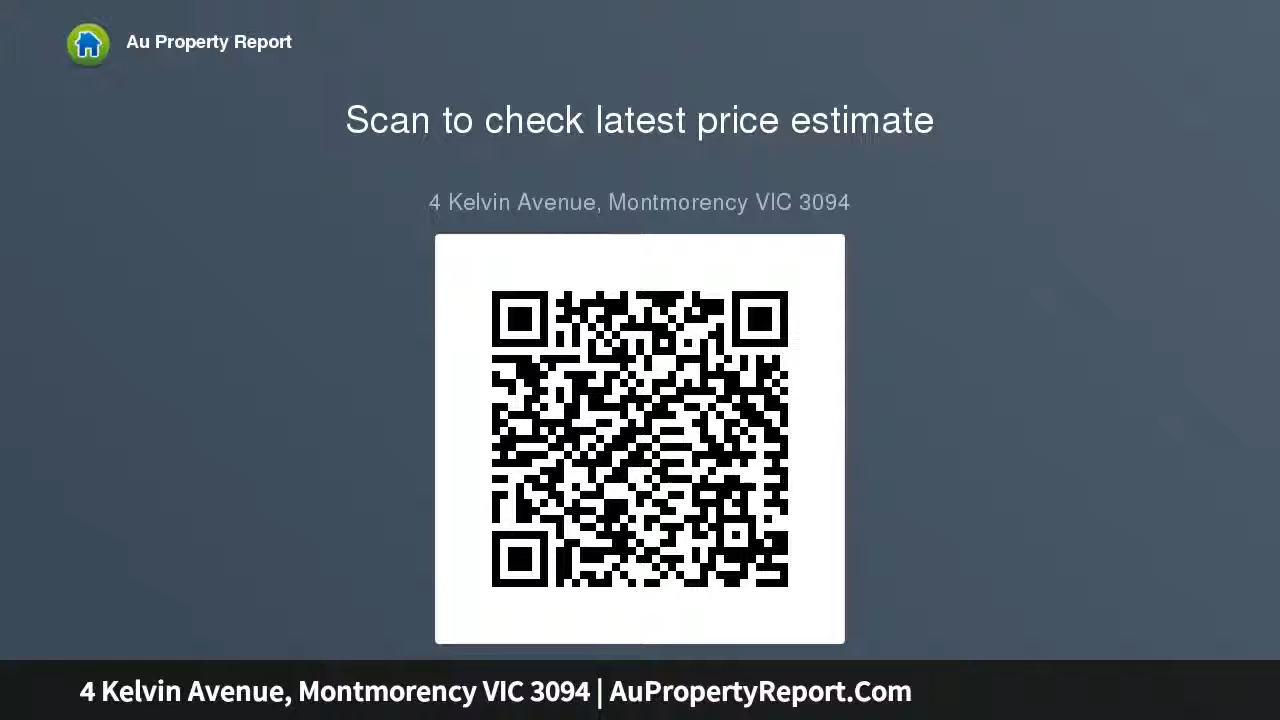 Au Property Report
Scan to check latest price estimate
4 Kelvin Avenue, Montmorency VIC 3094
4 Kelvin Avenue, Montmorency VIC 3094 | AuPropertyReport.Com